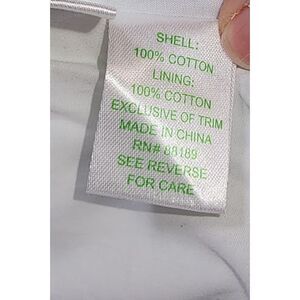 SHELL:
100% COTTON
LINING:
100% COTTON
EXCLUSIVE OF TRIM
MADE IN CHINA
RN# 88189
SEE REVERSE
FOR CARE